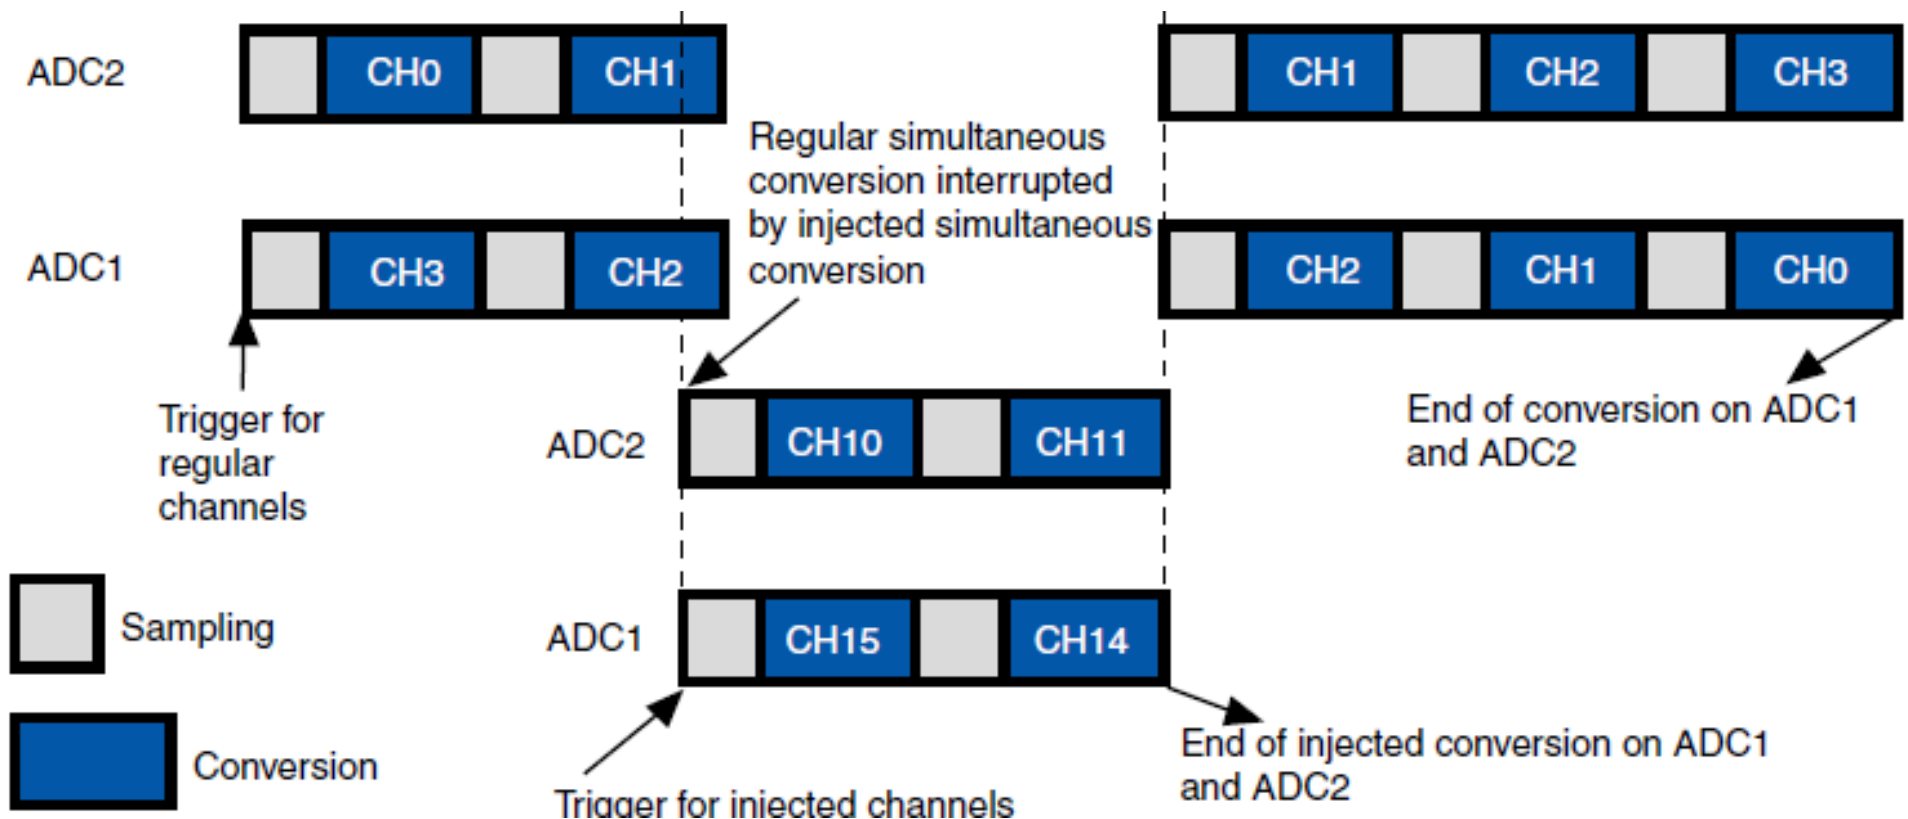 ADC2
CH0
CH1
CH1
CH2
CH3
Regular simultaneous
conversion interrupted
by injected simultaneous
conversion
ADC1
CH3
CH2
CH2
CH1
CH0
Trigger for
regular
channels
End of conversion on ADC1
and ADC2
ADC2
CH10
CH11
Sampling
ADC1
CH15
CH14
Conversion
Trigger for injected channels
End of injected conversion on ADC1
and ADC2